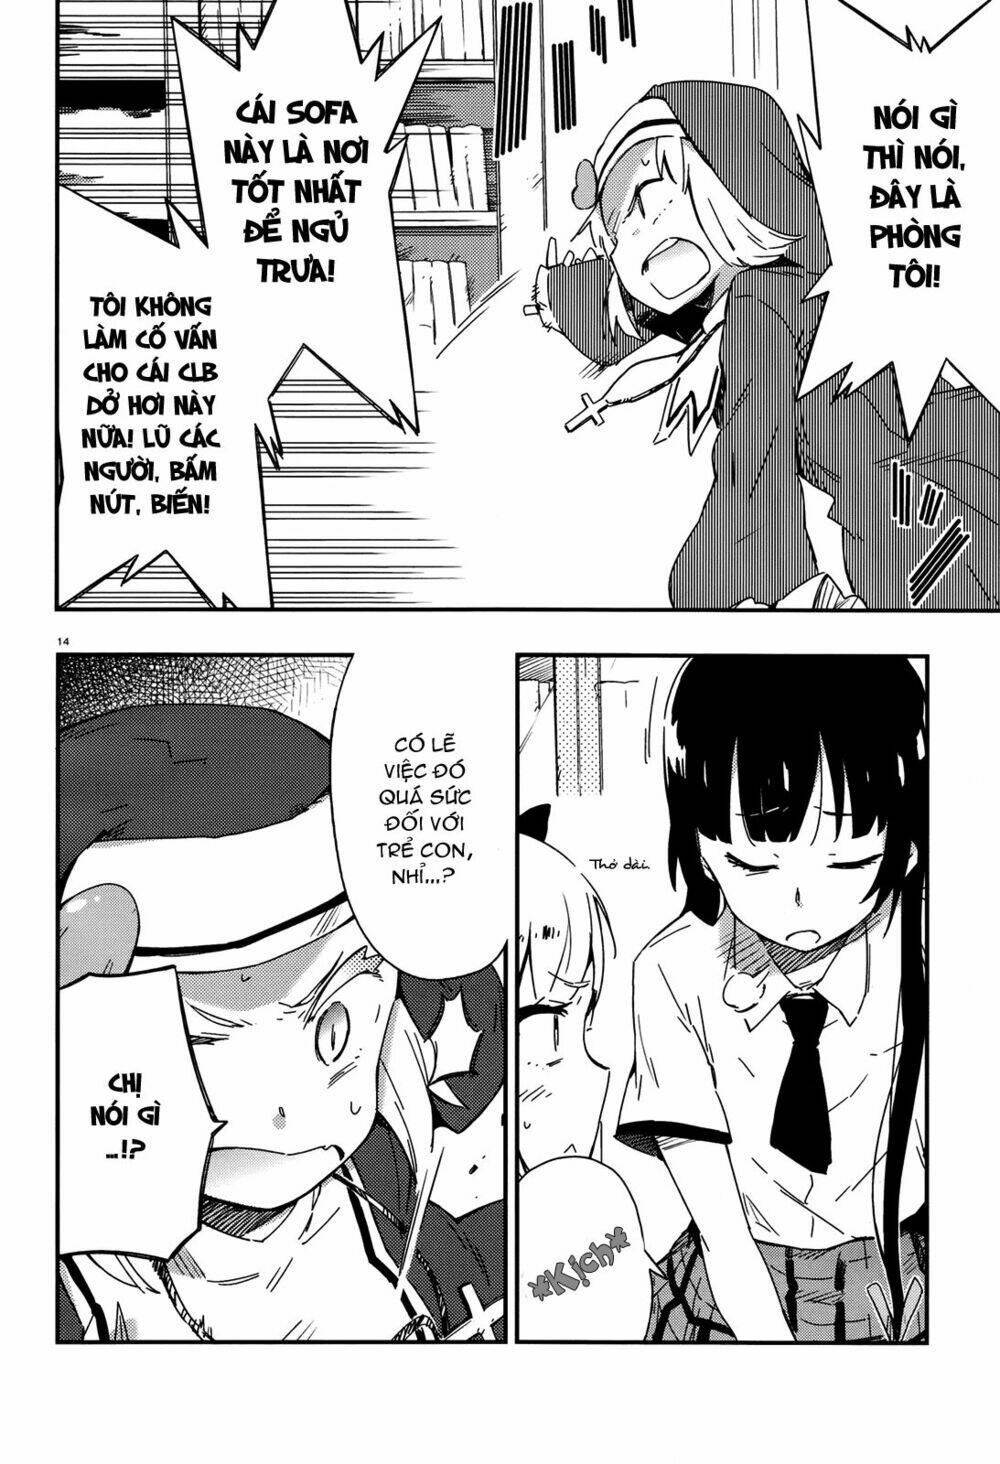 NÓI GÌ
THÌ NÓI,
ĐÂY LÀ
PHÒNG
TÔI!
CÁI SOFA
NÀY LÀ NƠI
TỐT NHẤT
ĐỂ NGỦ
TRƯA!
TÔI KHÔNG
LÀM CỐ VẤN
CHO CÁI CLB
DỞ HƠI NÀY
NỮA! LŨ CÁC
NGƯỜI, BẤM
NÚT, BIẾN!
14
Thở dài.
*Kịch*
CÓ LẼ
VIỆC ĐÓ
QUÁ SỨC
ĐỐI VỚI
TRẺ CON,
NHỈ...?
CHỊ
NÓI GÌ
...!?